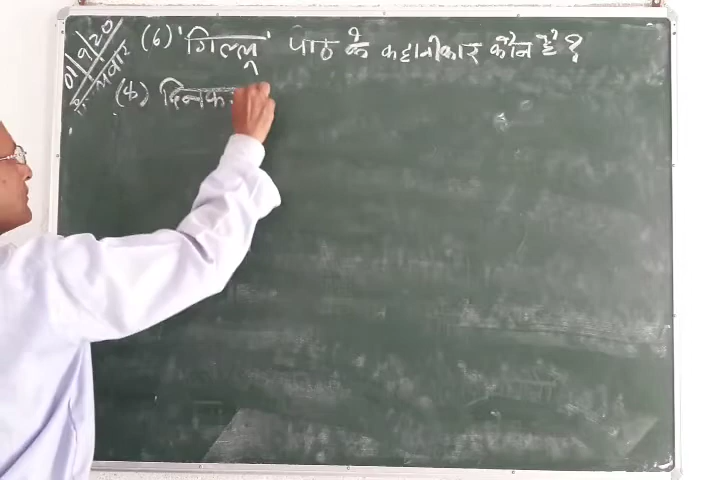 01/9/20
मंगलवार
(6) 'गिल्लू' पाठ के कहानीकार कौन हैं ?
(क) दिनक